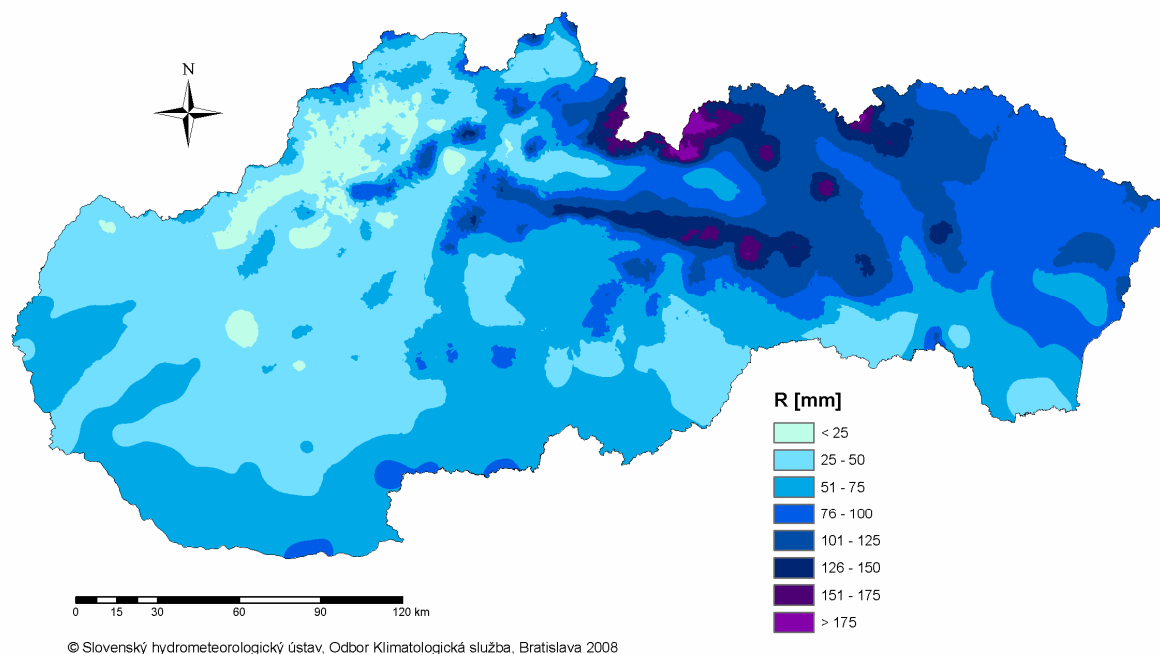 N
R [mm]
< 25
25 - 50
51 - 75
76 - 100
101 - 125
126 - 150
151 - 175
> 175
0 15 30 60 90 120 km
© Slovenský hydrometeorologický ústav, Odbor Klimatologická služba, Bratislava 2008